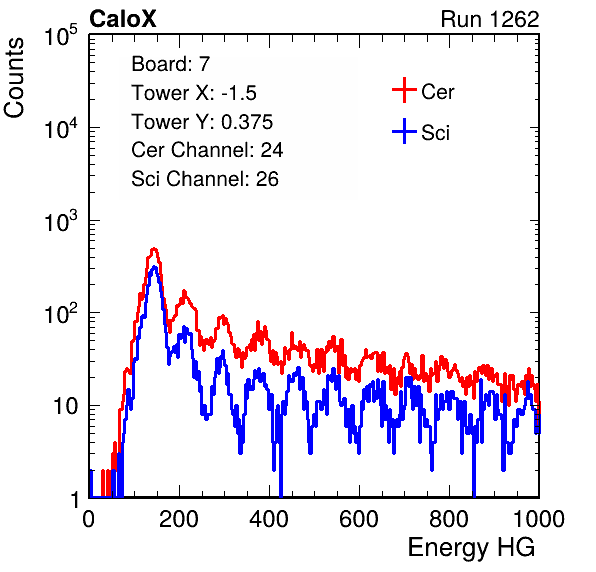 CaloX Run 1262
Counts
10^5
10^4
10^3
10^2
10
1
Board: 7
Tower X: -1.5
Tower Y: 0.375
Cer Channel: 24
Sci Channel: 26
Cer
Sci
0 200 400 600 800 1000
Energy HG